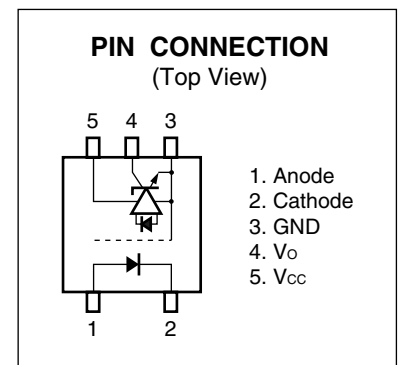 PIN CONNECTION
(Top View)
5 4 3
1. Anode
2. Cathode
3. GND
4. Vo
5. Vcc
1 2